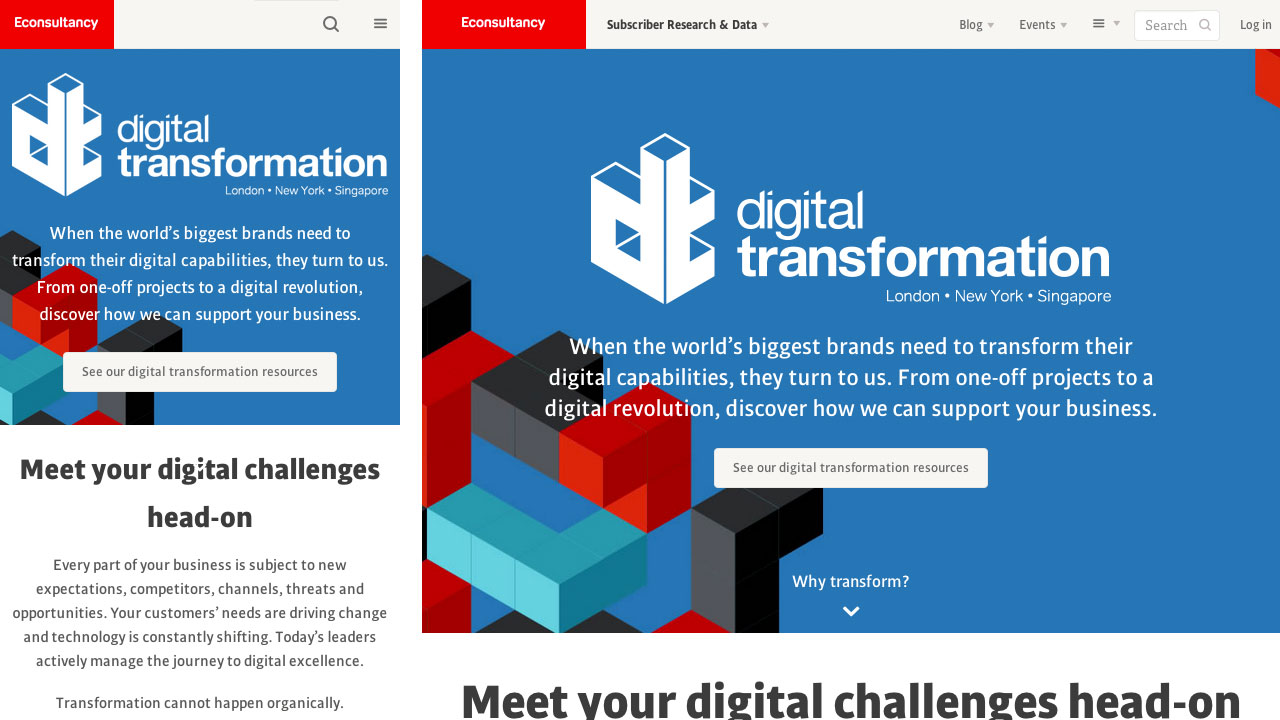 Econsultancy
digital
transformation
London • New York • Singapore
When the world’s biggest brands need to
transform their digital capabilities, they turn to us.
From one-off projects to a digital revolution,
discover how we can support your business.
See our digital transformation resources
Meet your digital challenges
head-on
Every part of your business is subject to new
expectations, competitors, channels, threats and
opportunities. Your customers’ needs are driving change
and technology is constantly shifting. Today’s leaders
actively manage the journey to digital excellence.
Transformation cannot happen organically.
Econsultancy
Subscriber Research & Data
Blog
Events
Search
Log in
digital
transformation
London • New York • Singapore
When the world’s biggest brands need to transform their
digital capabilities, they turn to us. From one-off projects to a
digital revolution, discover how we can support your business.
See our digital transformation resources
Why transform?
Meet your digital challenges head-on